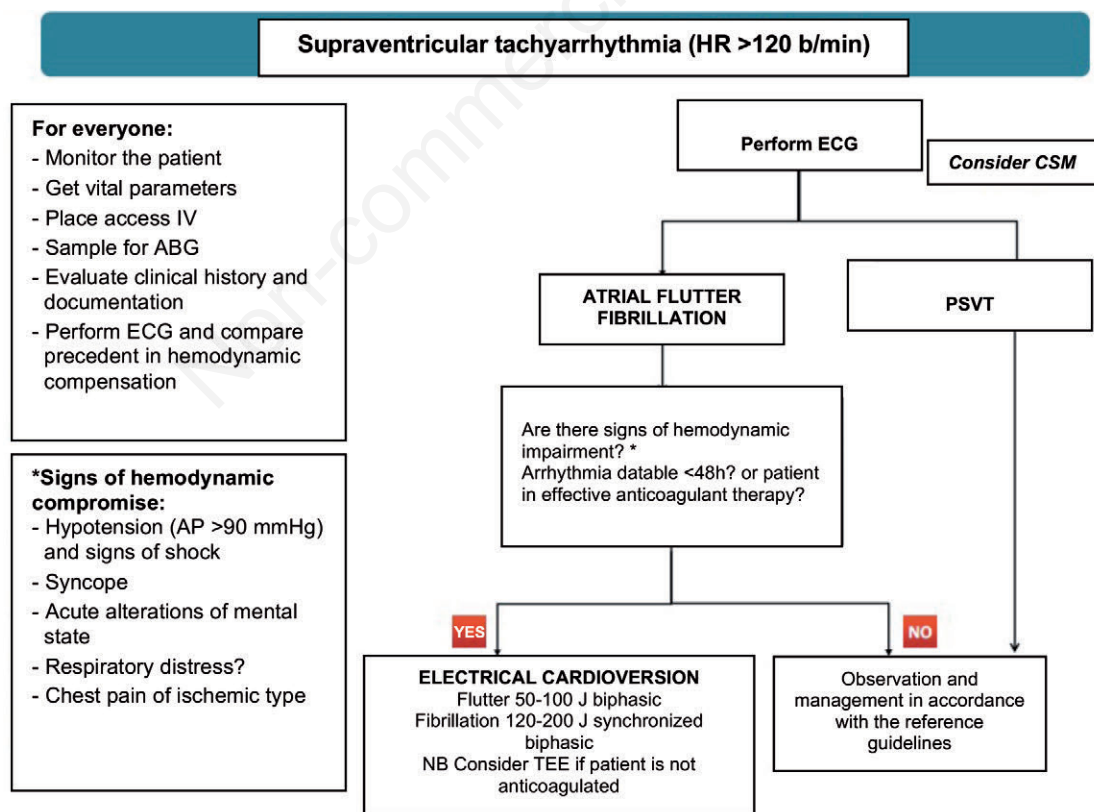 Supraventricular tachyarrhythmia (HR >120 b/min)
For everyone:
- Monitor the patient
- Get vital parameters
- Place access IV
- Sample for ABG
- Evaluate clinical history and
documentation
- Perform ECG and compare
precedent in hemodynamic
compensation
*Signs of hemodynamic
compromise:
- Hypotension (AP >90 mmHg)
and signs of shock
- Syncope
- Acute alterations of mental
state
- Respiratory distress?
- Chest pain of ischemic type
Perform ECG
Consider CSM
ATRIAL FLUTTER
FIBRILLATION
PSVT
Are there signs of hemodynamic
impairment? *
Arrhythmia datable <48h? or patient
in effective anticoagulant therapy?
YES
NO
ELECTRICAL CARDIOVERSION
Flutter 50-100 J biphasic
Fibrillation 120-200 J synchronized
biphasic
NB Consider TEE if patient is not
anticoagulated
Observation and
management in accordance
with the reference
guidelines
Non-commerc